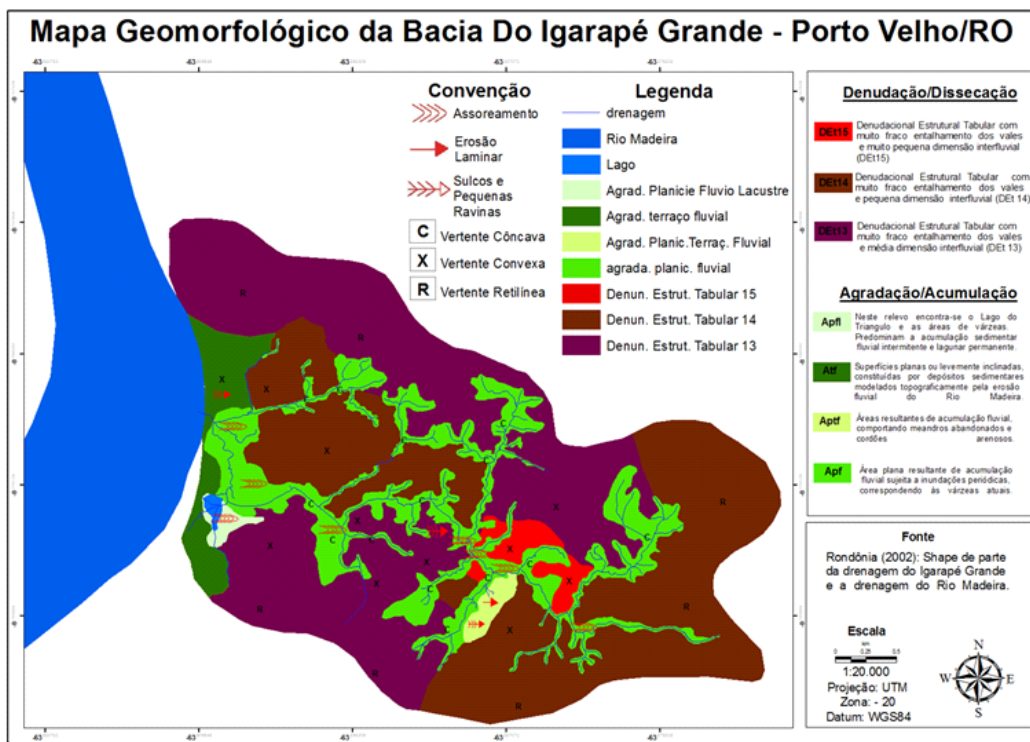 Mapa Geomorfológico da Bacia Do Igarapé Grande - Porto Velho/RO
Convenção
Assoreamento
Erosão
Laminar
Sulcos e
Pequenas
Ravinas
C Vertente Côncava
X Vertente Convexa
R Vertente Retilínea
Legenda
drenagem
Rio Madeira
Lago
Agrad. Planicie Fluvio Lacustre
Agrad. terraço fluvial
Agrad. Planic.Terraç. Fluvial
agrada. planic. fluvial
Denun. Estrut. Tabular 15
Denun. Estrut. Tabular 14
Denun. Estrut. Tabular 13
R
R
X
X
C
C
X
C
C
X
C
C
X
X
X
X
C
C
C
X
C
R
R
R
X
R
R
Denudação/Dissecação
DEt15
Denudacional Estrutural Tabular com
muito fraco entalhamento dos vales
e muito pequena dimensão interfluvial
(DEt15)
DEt14
Denudacional Estrutural Tabular com
muito fraco entalhamento dos vales
e pequena dimensão interfluvial (DEt 14)
DEt13
Denudacional Estrutural Tabular com
muito fraco entalhamento dos vales
e média dimensão interfluvial (DEt 13)
Agradação/Acumulação
Apfl
Neste relevo encontra-se o Lago do
Triangulo e as áreas de várzeas.
Predominam a acumulação sedimentar
fluvial intermitente e lagunar permanente.
Atf
Superfícies planas ou levemente inclinadas,
constituídas por depósitos sedimentares
modelados topograficamente pela erosão
fluvial do Rio Madeira.
Aptf
Áreas resultantes de acumulação fluvial,
comportando meandros abandonados e
cordões arenosos.
Apf
Área plana resultante de acumulação
fluvial sujeita a inundações periódicas,
correspondendo às várzeas atuais.
Fonte
Rondônia (2002): Shape de parte
da drenagem do Igarapé Grande
e a drenagem do Rio Madeira.
Escala
km
0 0.25 0.5
1:20.000
Projeção: UTM
Zona: - 20
Datum: WGS84
N
W E
S